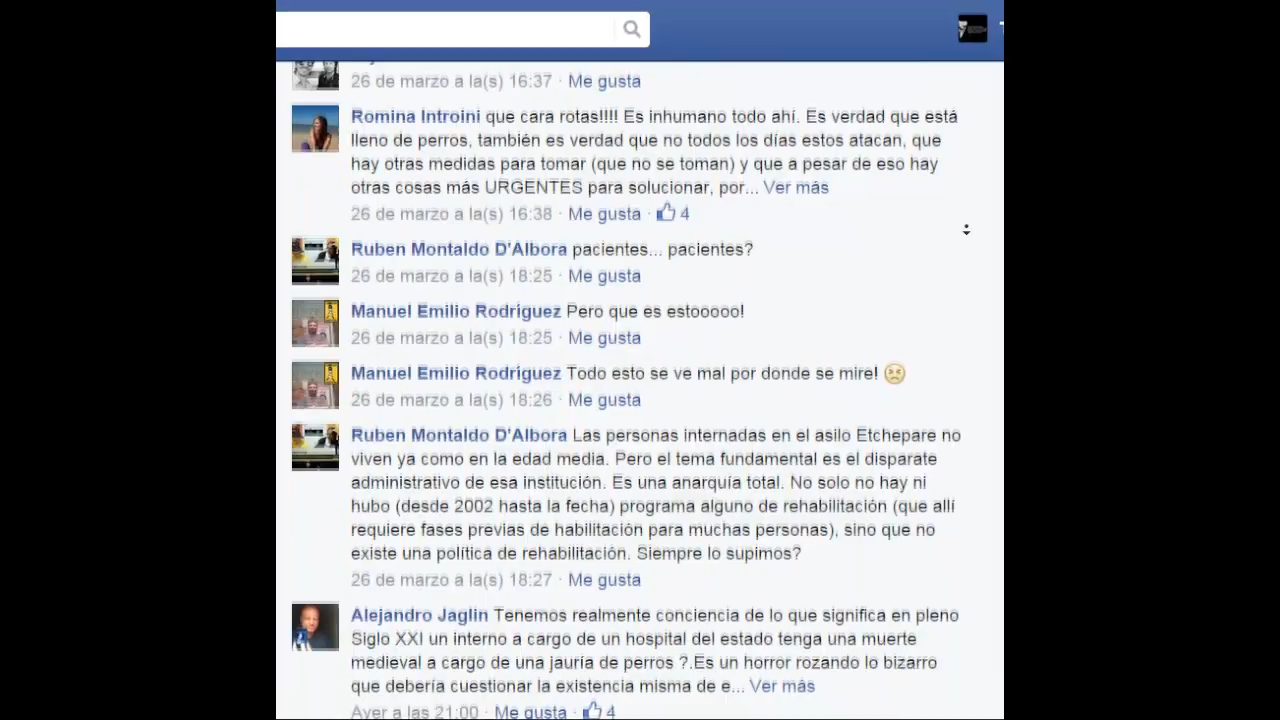 26 de marzo a la(s) 16:37 · Me gusta
Romina Introini que cara rotas!!!! Es inhumano todo ahí. Es verdad que está
lleno de perros, también es verdad que no todos los días estos atacan, que
hay otras medidas para tomar (que no se toman) y que a pesar de eso hay
otras cosas más URGENTES para solucionar, por... Ver más
26 de marzo a la(s) 16:38 · Me gusta · 4
Ruben Montaldo D'Albora pacientes... pacientes?
26 de marzo a la(s) 18:25 · Me gusta
Manuel Emilio Rodríguez Pero que es estooooo!
26 de marzo a la(s) 18:25 · Me gusta
Manuel Emilio Rodríguez Todo esto se ve mal por donde se mire!
26 de marzo a la(s) 18:26 · Me gusta
Ruben Montaldo D'Albora Las personas internadas en el asilo Etchepare no
viven ya como en la edad media. Pero el tema fundamental es el disparate
administrativo de esa institución. Es una anarquía total. No solo no hay ni
hubo (desde 2002 hasta la fecha) programa alguno de rehabilitación (que allí
requiere fases previas de habilitación para muchas personas), sino que no
existe una política de rehabilitación. Siempre lo supimos?
26 de marzo a la(s) 18:27 · Me gusta
Alejandro Jaglin Tenemos realmente conciencia de lo que significa en pleno
Siglo XXI un interno a cargo de un hospital del estado tenga una muerte
medieval a cargo de una jauría de perros ?.Es un horror rozando lo bizarro
que debería cuestionar la existencia misma de e... Ver más
Ayer a las 21:00 · Me gusta · 4